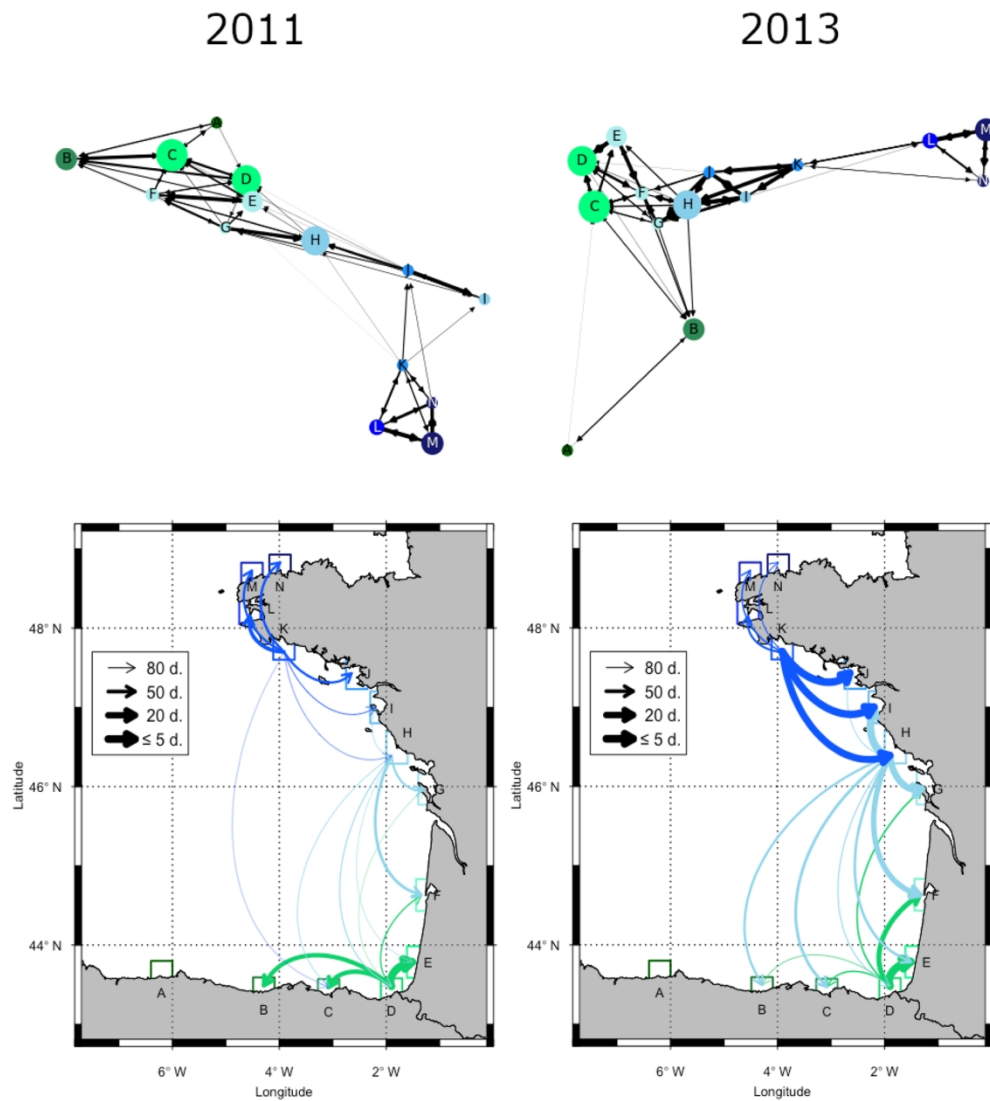 2011
2013
A
B
C
D
E
F
G
H
J
I
K
N
L
M
E
D
F
C
G
H
J
I
K
L
M
N
B
A
M
N
L
K
J
I
H
G
F
E
A
B
C
D
80 d.
50 d.
20 d.
≤ 5 d.
48° N
46° N
44° N
6° W
4° W
2° W
Latitude
Longitude
M
N
L
K
J
I
H
G
F
E
A
B
C
D
80 d.
50 d.
20 d.
≤ 5 d.
48° N
46° N
44° N
6° W
4° W
2° W
Latitude
Longitude